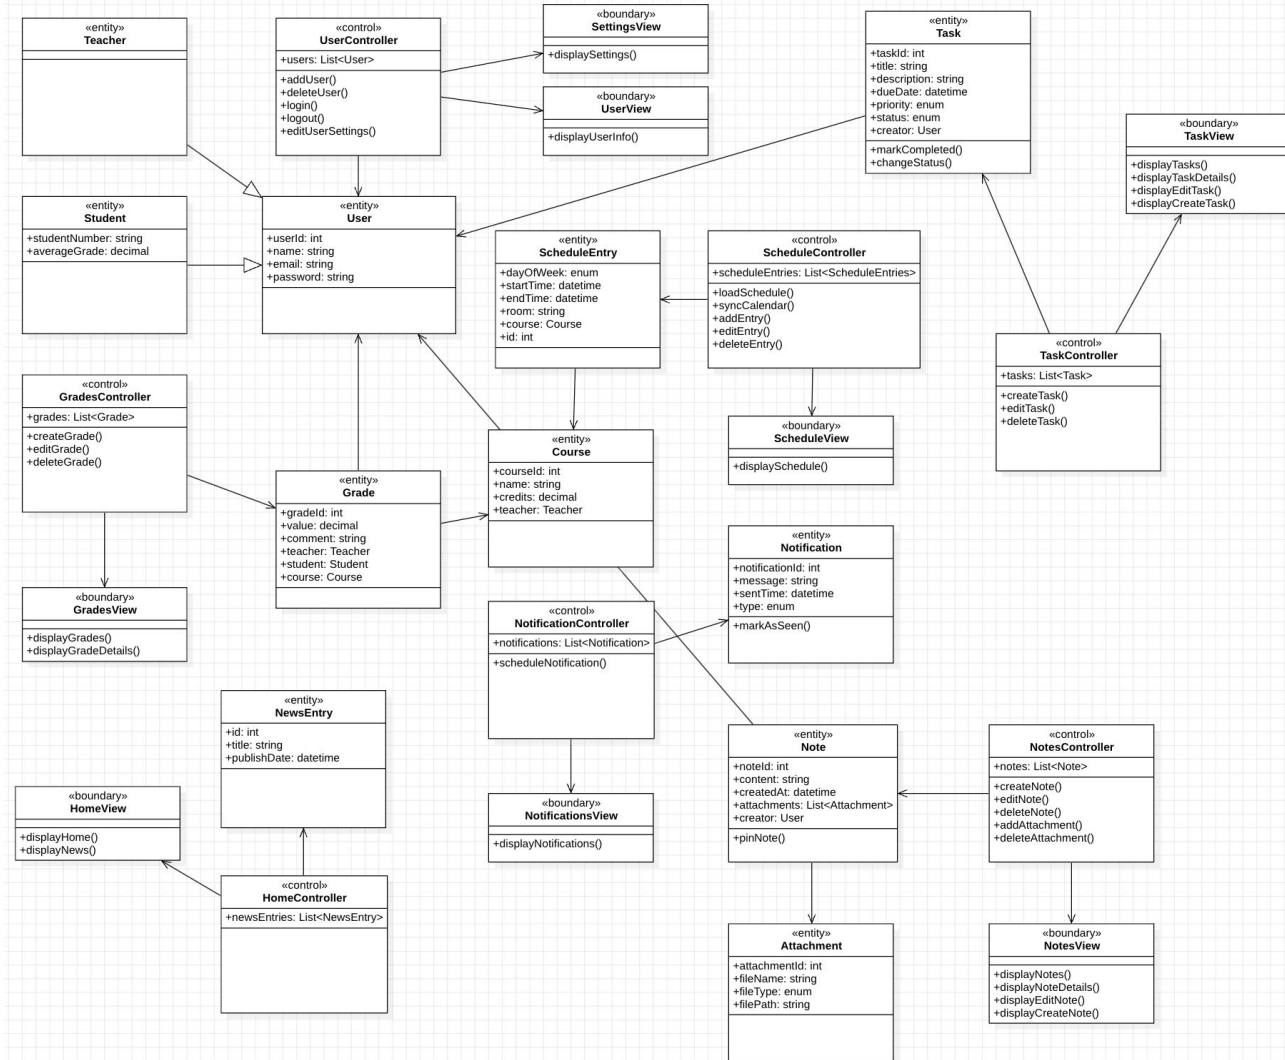 «entity»
Teacher
«control»
UserController
+users: List<User>
+addUser()
+deleteUser()
+login()
+logout()
+editUserSettings()
«boundary»
SettingsView
+displaySettings()
«boundary»
UserView
+displayUserInfo()
«entity»
Task
+taskId: int
+title: string
+description: string
+dueDate: datetime
+priority: enum
+status: enum
+creator: User
+markCompleted()
+changeStatus()
«boundary»
TaskView
+displayTasks()
+displayTaskDetails()
+displayEditTask()
+displayCreateTask()
«entity»
Student
+studentNumber: string
+averageGrade: decimal
«entity»
User
+userId: int
+name: string
+email: string
+password: string
«entity»
ScheduleEntry
+dayOfWeek: enum
+startTime: datetime
+endTime: datetime
+room: string
+course: Course
+id: int
«control»
ScheduleController
+scheduleEntries: List<ScheduleEntries>
+loadSchedule()
+syncCalendar()
+addEntry()
+editEntry()
+deleteEntry()
«control»
TaskController
+tasks: List<Task>
+createTask()
+editTask()
+deleteTask()
«control»
GradesController
+grades: List<Grade>
+createGrade()
+editGrade()
+deleteGrade()
«entity»
Grade
+gradeId: int
+value: decimal
+comment: string
+teacher: Teacher
+student: Student
+course: Course
«entity»
Course
+courseId: int
+name: string
+credits: decimal
+teacher: Teacher
«boundary»
ScheduleView
+displaySchedule()
«entity»
Notification
+notificationId: int
+message: string
+sentTime: datetime
+type: enum
+markAsSeen()
«boundary»
GradesView
+displayGrades()
+displayGradeDetails()
«control»
NotificationController
+notifications: List<Notification>
+scheduleNotification()
«entity»
NewsEntry
+id: int
+title: string
+publishDate: datetime
«boundary»
HomeView
+displayHome()
+displayNews()
«boundary»
NotificationsView
+displayNotifications()
«entity»
Note
+noteId: int
+content: string
+createdAt: datetime
+attachments: List<Attachment>
+creator: User
+pinNote()
«control»
NotesController
+notes: List<Note>
+createNote()
+editNote()
+deleteNote()
+addAttachment()
+deleteAttachment()
«control»
HomeController
+newsEntries: List<NewsEntry>
«entity»
Attachment
+attachmentId: int
+fileName: string
+fileType: enum
+filePath: string
«boundary»
NotesView
+displayNotes()
+displayNoteDetails()
+displayEditNote()
+displayCreateNote()